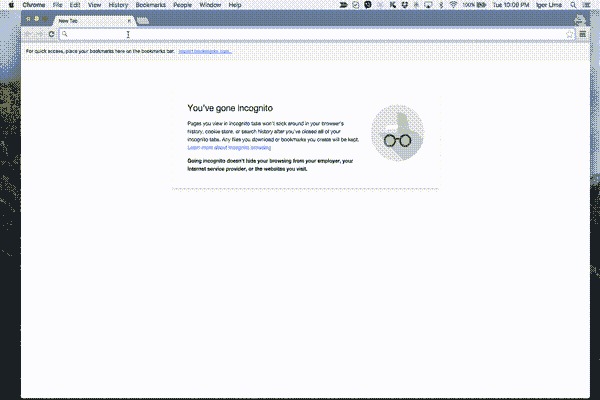 Chrome File Edit View History Bookmarks People Window Help 100% Tue 10:09 PM Igor Lima
New Tab
For quick access, place your bookmarks here on the bookmarks bar. Import bookmarks now...
You've gone incognito
Pages you view in incognito tabs won't stick around in your browser's
history, cookie store, or search history after you've closed all of your
incognito tabs. Any files you download or bookmarks you create will be kept.
Learn more about incognito browsing
Going incognito doesn't hide your browsing from your employer, your
internet service provider, or the websites you visit.